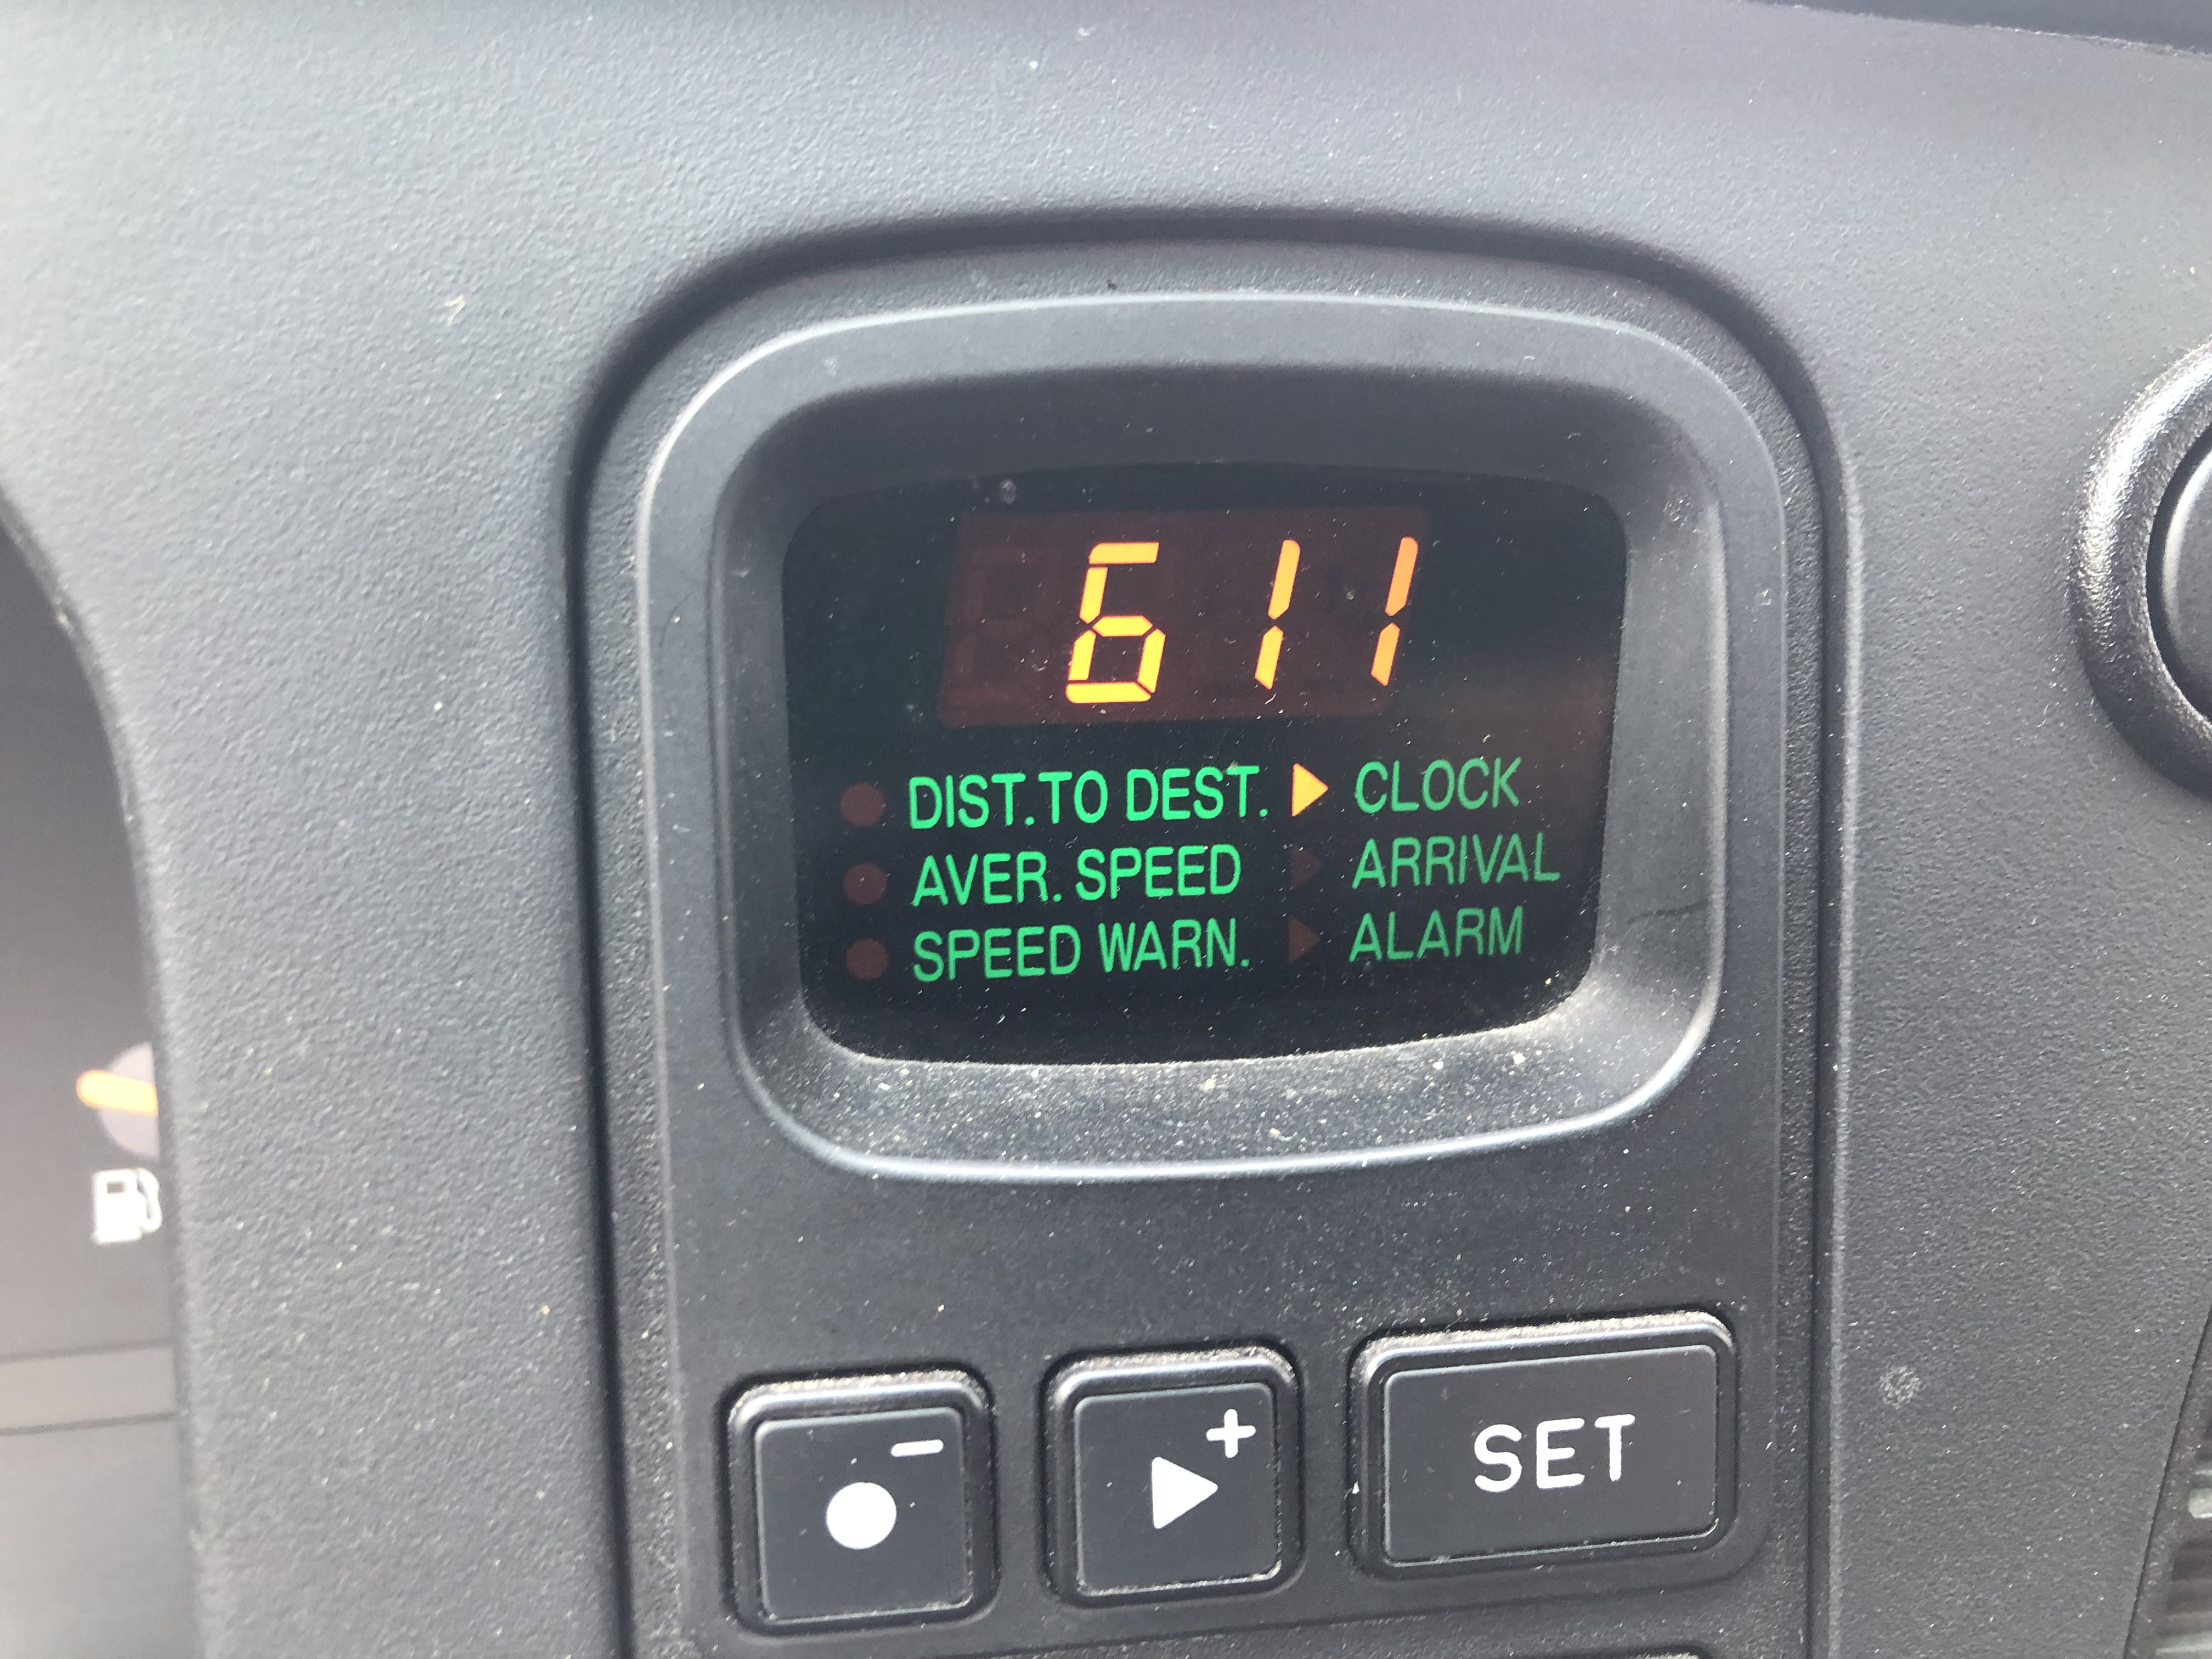 611
DIST.TO DEST. ▶ CLOCK
AVER. SPEED ▶ ARRIVAL
SPEED WARN. ▶ ALARM
- + SET